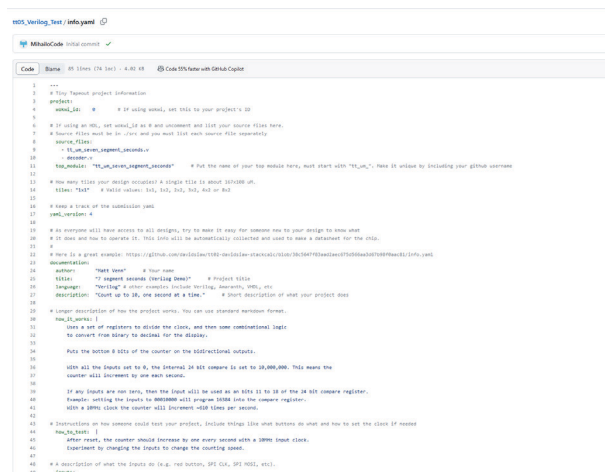 tt05_Verilog_Test / info.yaml
MihailoCode Initial commit
Code Blame 85 lines (74 loc) · 4.02 KB Code 55% faster with GitHub Copilot
1 ---
2 # Tiny Tapeout project information
3 project:
4 wokwi_id: 0 # If using wokwi, set this to your project's ID
5
6 # If using an HDL, set wokwi_id as 0 and uncomment and list your source files here.
7 # Source files must be in ./src and you must list each source file separately
8 source_files:
9 - tt_um_seven_segment_seconds.v
10 - decoder.v
11 top_module: "tt_um_seven_segment_seconds" # Put the name of your top module here, must start with "tt_um_". Make it unique by including your github username
12
13 # How many tiles your design occupies? A single tile is about 167x108 uM.
14 tiles: "1x1" # Valid values: 1x1, 1x2, 2x2, 3x2, 4x2 or 8x2
15
16 # Keep a track of the submission yaml
17 yaml_version: 4
18
19 # As everyone will have access to all designs, try to make it easy for someone new to your design to know what
20 # it does and how to operate it. This info will be automatically collected and used to make a datasheet for the chip.
21 #
22 # Here is a great example:
23 documentation:
24 author: "Matt Venn" # Your name
25 title: "7 segment seconds (Verilog Demo)" # Project title
26 language: "Verilog" # other examples include Verilog, Amaranth, VHDL, etc
27 description: "Count up to 10, one second at a time." # Short description of what your project does
28
29 # Longer description of how the project works. You can use standard markdown format.
30 how_it_works: |
31 Uses a set of registers to divide the clock, and then some combinational logic
32 to convert from binary to decimal for the display.
33
34 Puts the bottom 8 bits of the counter on the bidirectional outputs.
35
36 With all the inputs set to 0, the internal 24 bit compare is set to 10,000,000. This means the
37 counter will increment by one each second.
38
39 If any inputs are non zero, then the input will be used as an bits 11 to 18 of the 24 bit compare register.
40 Example: setting the inputs to 00010000 will program 16384 into the compare register.
41 With a 10MHz clock the counter will increment ~610 times per second.
42
43 # Instructions on how someone could test your project, include things like what buttons do what and how to set the clock if needed
44 how_to_test: |
45 After reset, the counter should increase by one every second with a 10MHz input clock.
46 Experiment by changing the inputs to change the counting speed.
47
48 # A description of what the inputs do (e.g. red button, SPI CLK, SPI MOSI, etc).